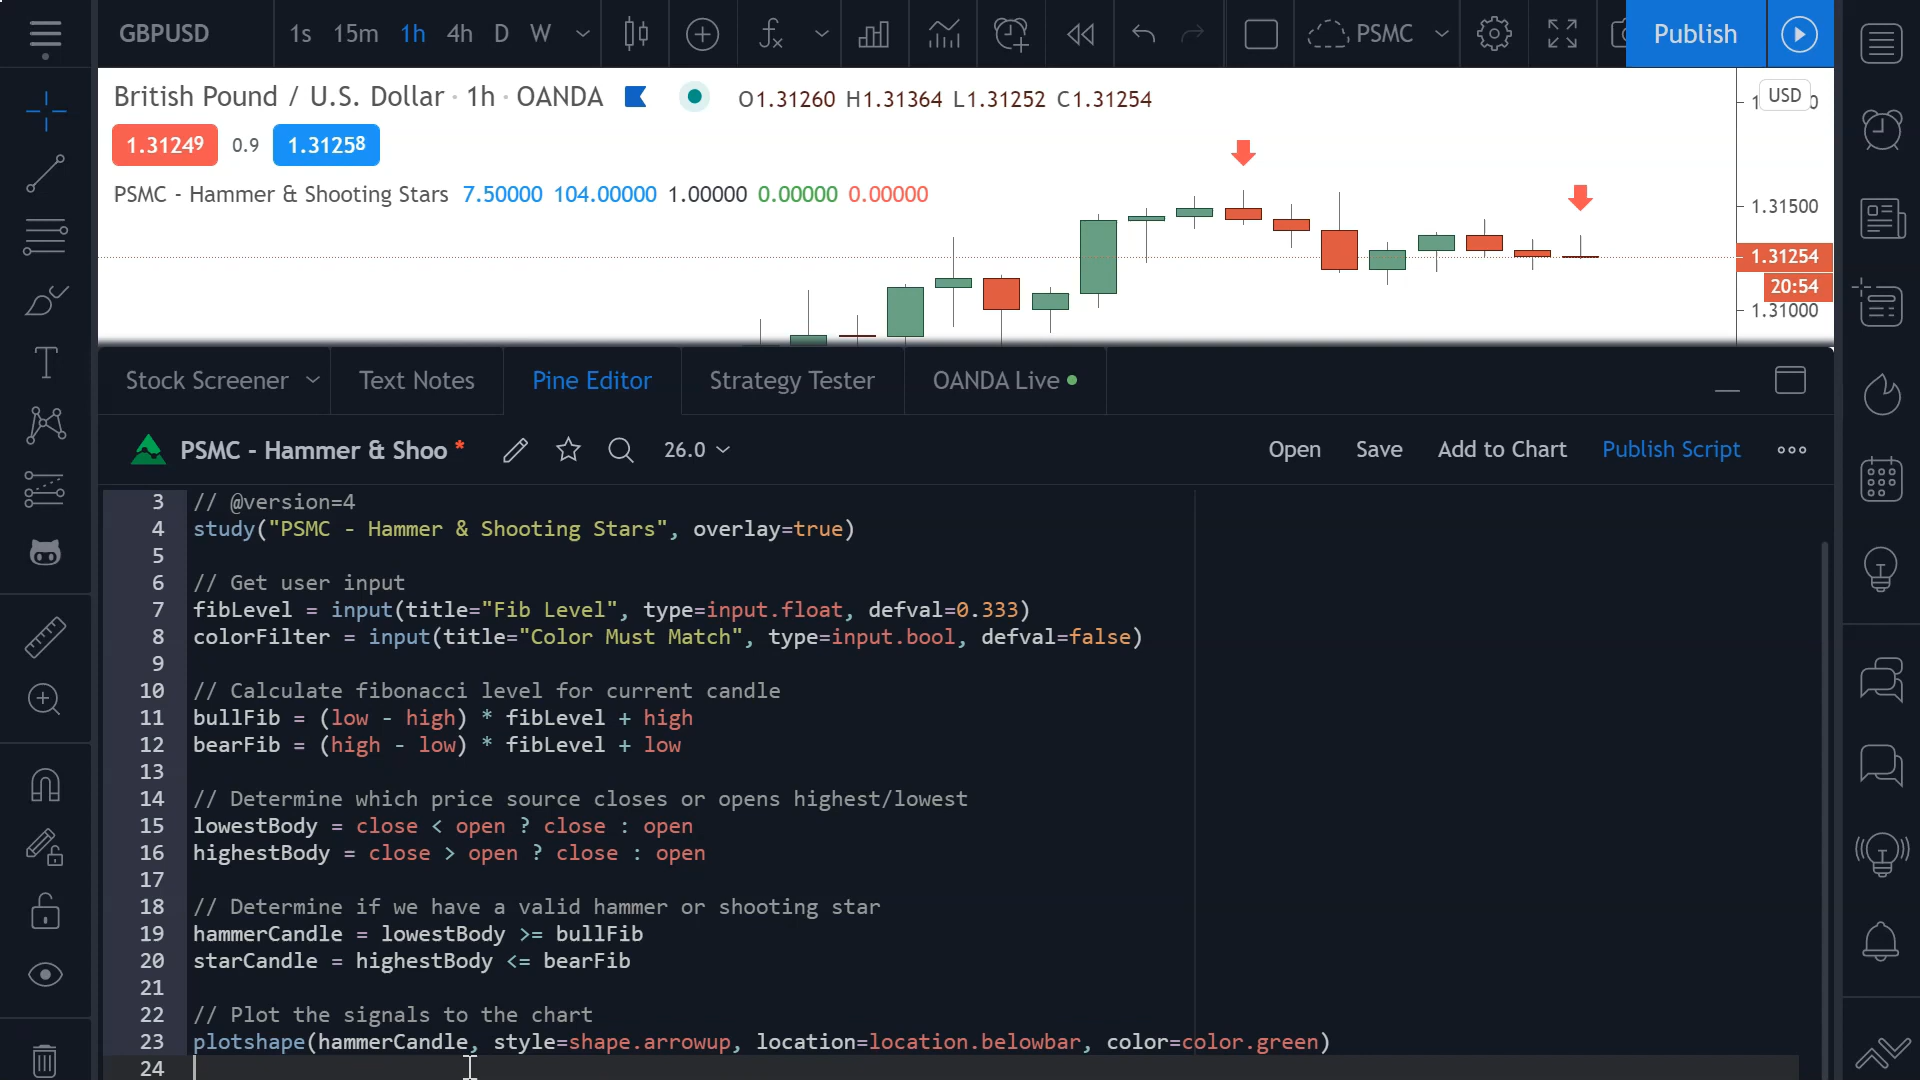 GBPUSD 1s 15m 1h 4h D W PSMC Publish
British Pound / U.S. Dollar · 1h · OANDA O1.31260 H1.31364 L1.31252 C1.31254 USD
1.31249 0.9 1.31258
PSMC - Hammer & Shooting Stars 7.50000 104.00000 1.00000 0.00000 0.00000
1.31500
1.31254
20:54
1.31000
Stock Screener Text Notes Pine Editor Strategy Tester OANDA Live
PSMC - Hammer & Shoo * 26.0 Open Save Add to Chart Publish Script
3 // @version=4
4 study("PSMC - Hammer & Shooting Stars", overlay=true)
5
6 // Get user input
7 fibLevel = input(title="Fib Level", type=input.float, defval=0.333)
8 colorFilter = input(title="Color Must Match", type=input.bool, defval=false)
9
10 // Calculate fibonacci level for current candle
11 bullFib = (low - high) * fibLevel + high
12 bearFib = (high - low) * fibLevel + low
13
14 // Determine which price source closes or opens highest/lowest
15 lowestBody = close < open ? close : open
16 highestBody = close > open ? close : open
17
18 // Determine if we have a valid hammer or shooting star
19 hammerCandle = lowestBody >= bullFib
20 starCandle = highestBody <= bearFib
21
22 // Plot the signals to the chart
23 plotshape(hammerCandle, style=shape.arrowup, location=location.belowbar, color=color.green)
24